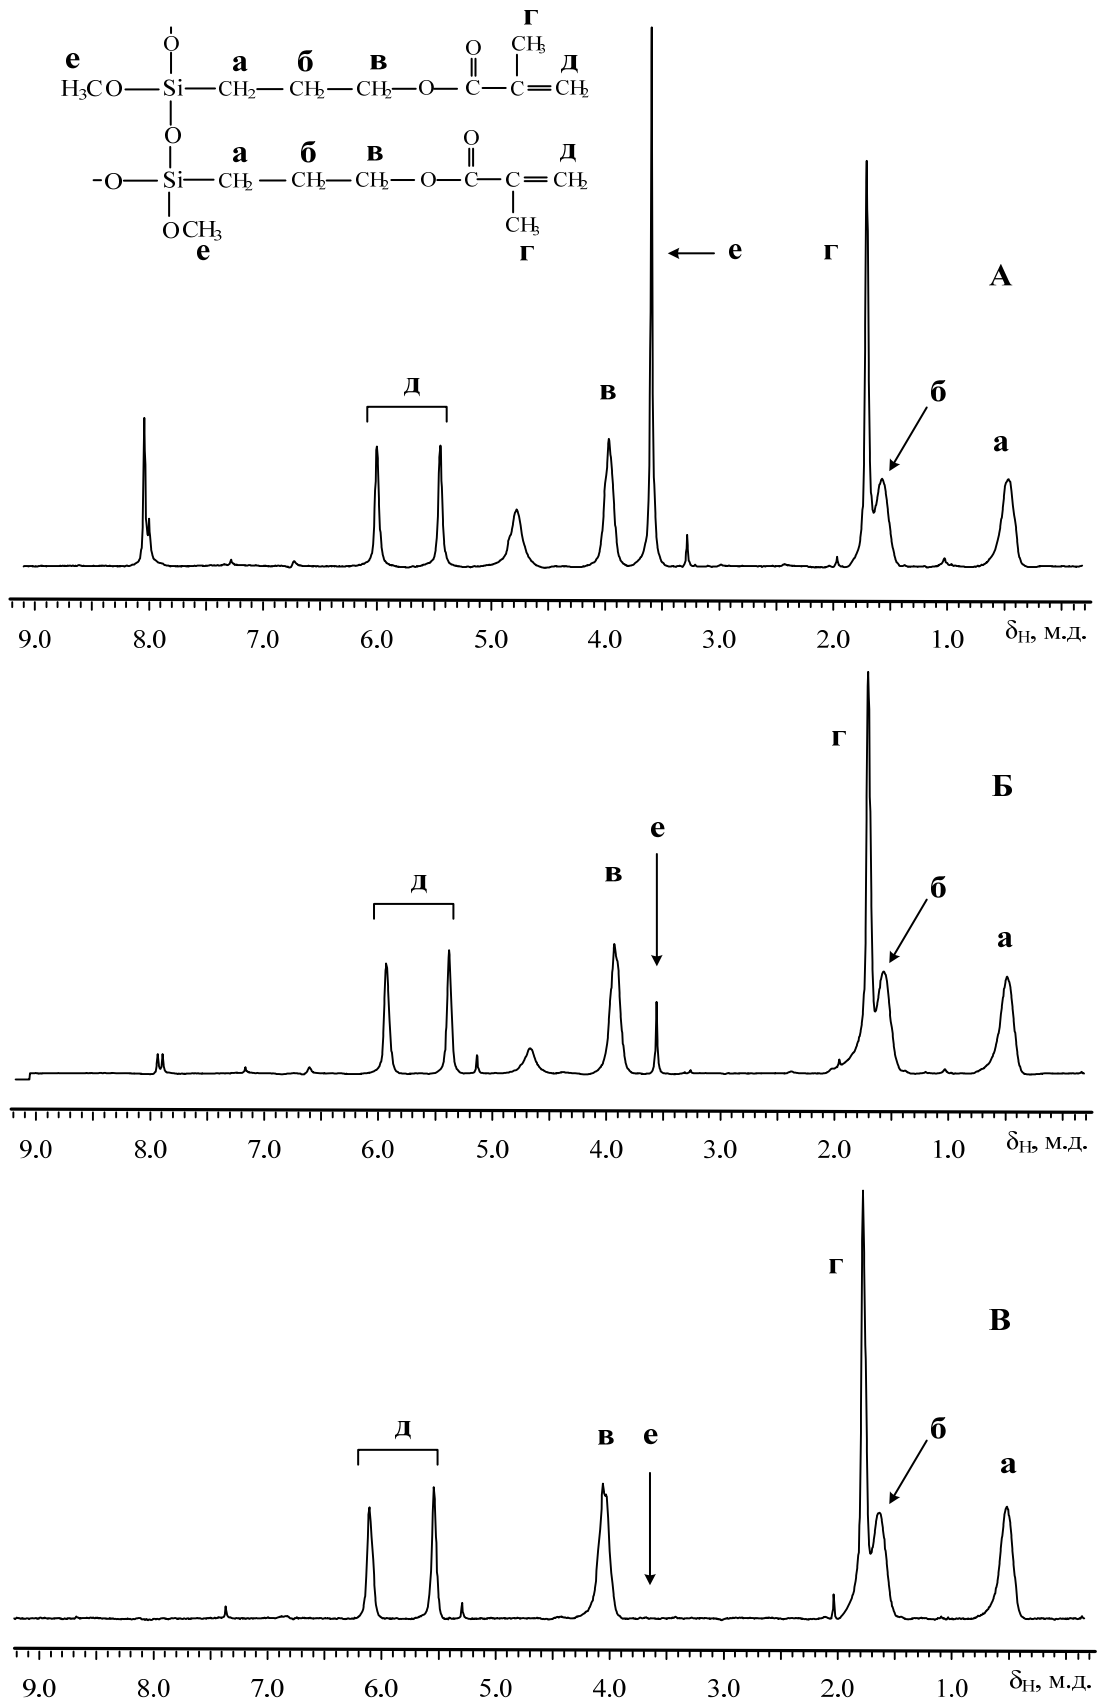 г
O CH₃
е O а б в д
H₃CO Si CH₂ CH₂ CH₂ O C C CH₂
O O
а б в д
O Si CH₂ CH₂ CH₂ O C C CH₂
OCH₃ CH₃
е г
е г А
д в б
а
9.0 8.0 7.0 6.0 5.0 4.0 3.0 2.0 1.0 δH, м.д.
г
Б
е
д в б
а
9.0 8.0 7.0 6.0 5.0 4.0 3.0 2.0 1.0 δH, м.д.
г
В
д в е б
а
9.0 8.0 7.0 6.0 5.0 4.0 3.0 2.0 1.0 δH, м.д.